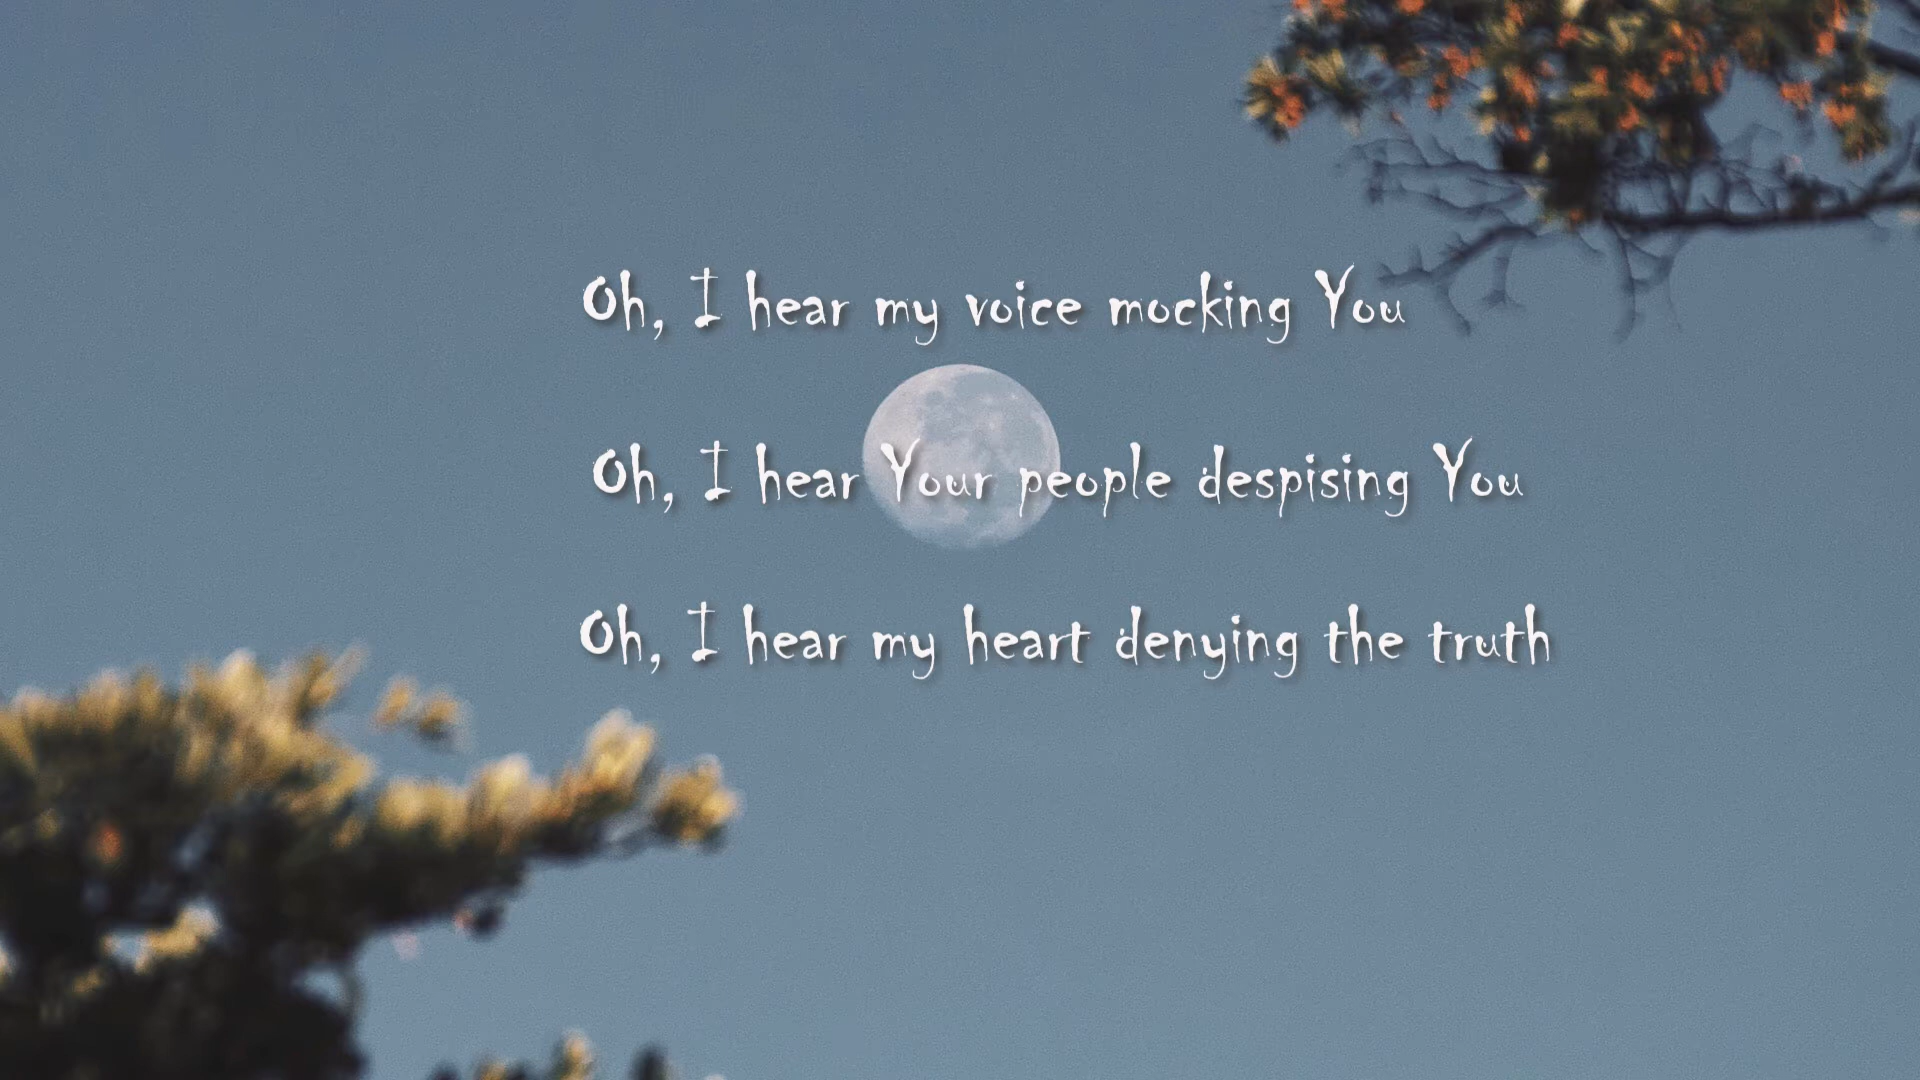 Oh, I hear my voice mocking You
Oh, I hear Your people despising You
Oh, I hear my heart denying the truth